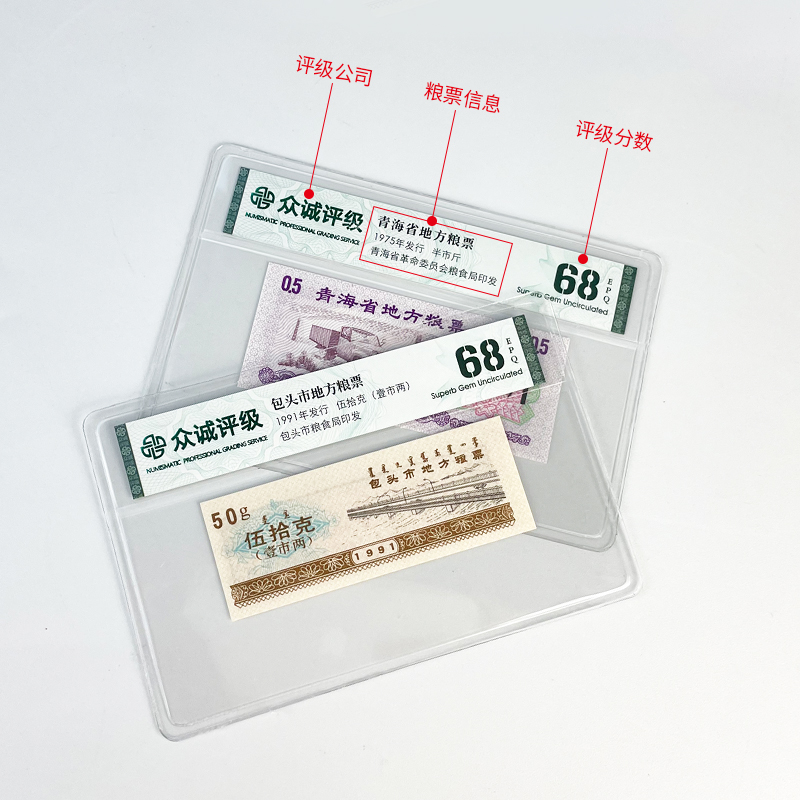 评级公司
粮票信息
评级分数
众诚评级
NUMISMATIC PROFESSIONAL GRADING SERVICE
青海省地方粮票
1975年发行 半市斤
青海省革命委员会粮食局印发
68
EPQ
Superb Gem Uncirculated
0.5
青海省地方粮票
0.5
众诚评级
NUMISMATIC PROFESSIONAL GRADING SERVICE
包头市地方粮票
1991年发行 伍拾克（壹市两）
包头市粮食局印发
68
EPQ
Superb Gem Uncirculated
包头市地方粮票
50g
伍拾克
（壹市两）
1991